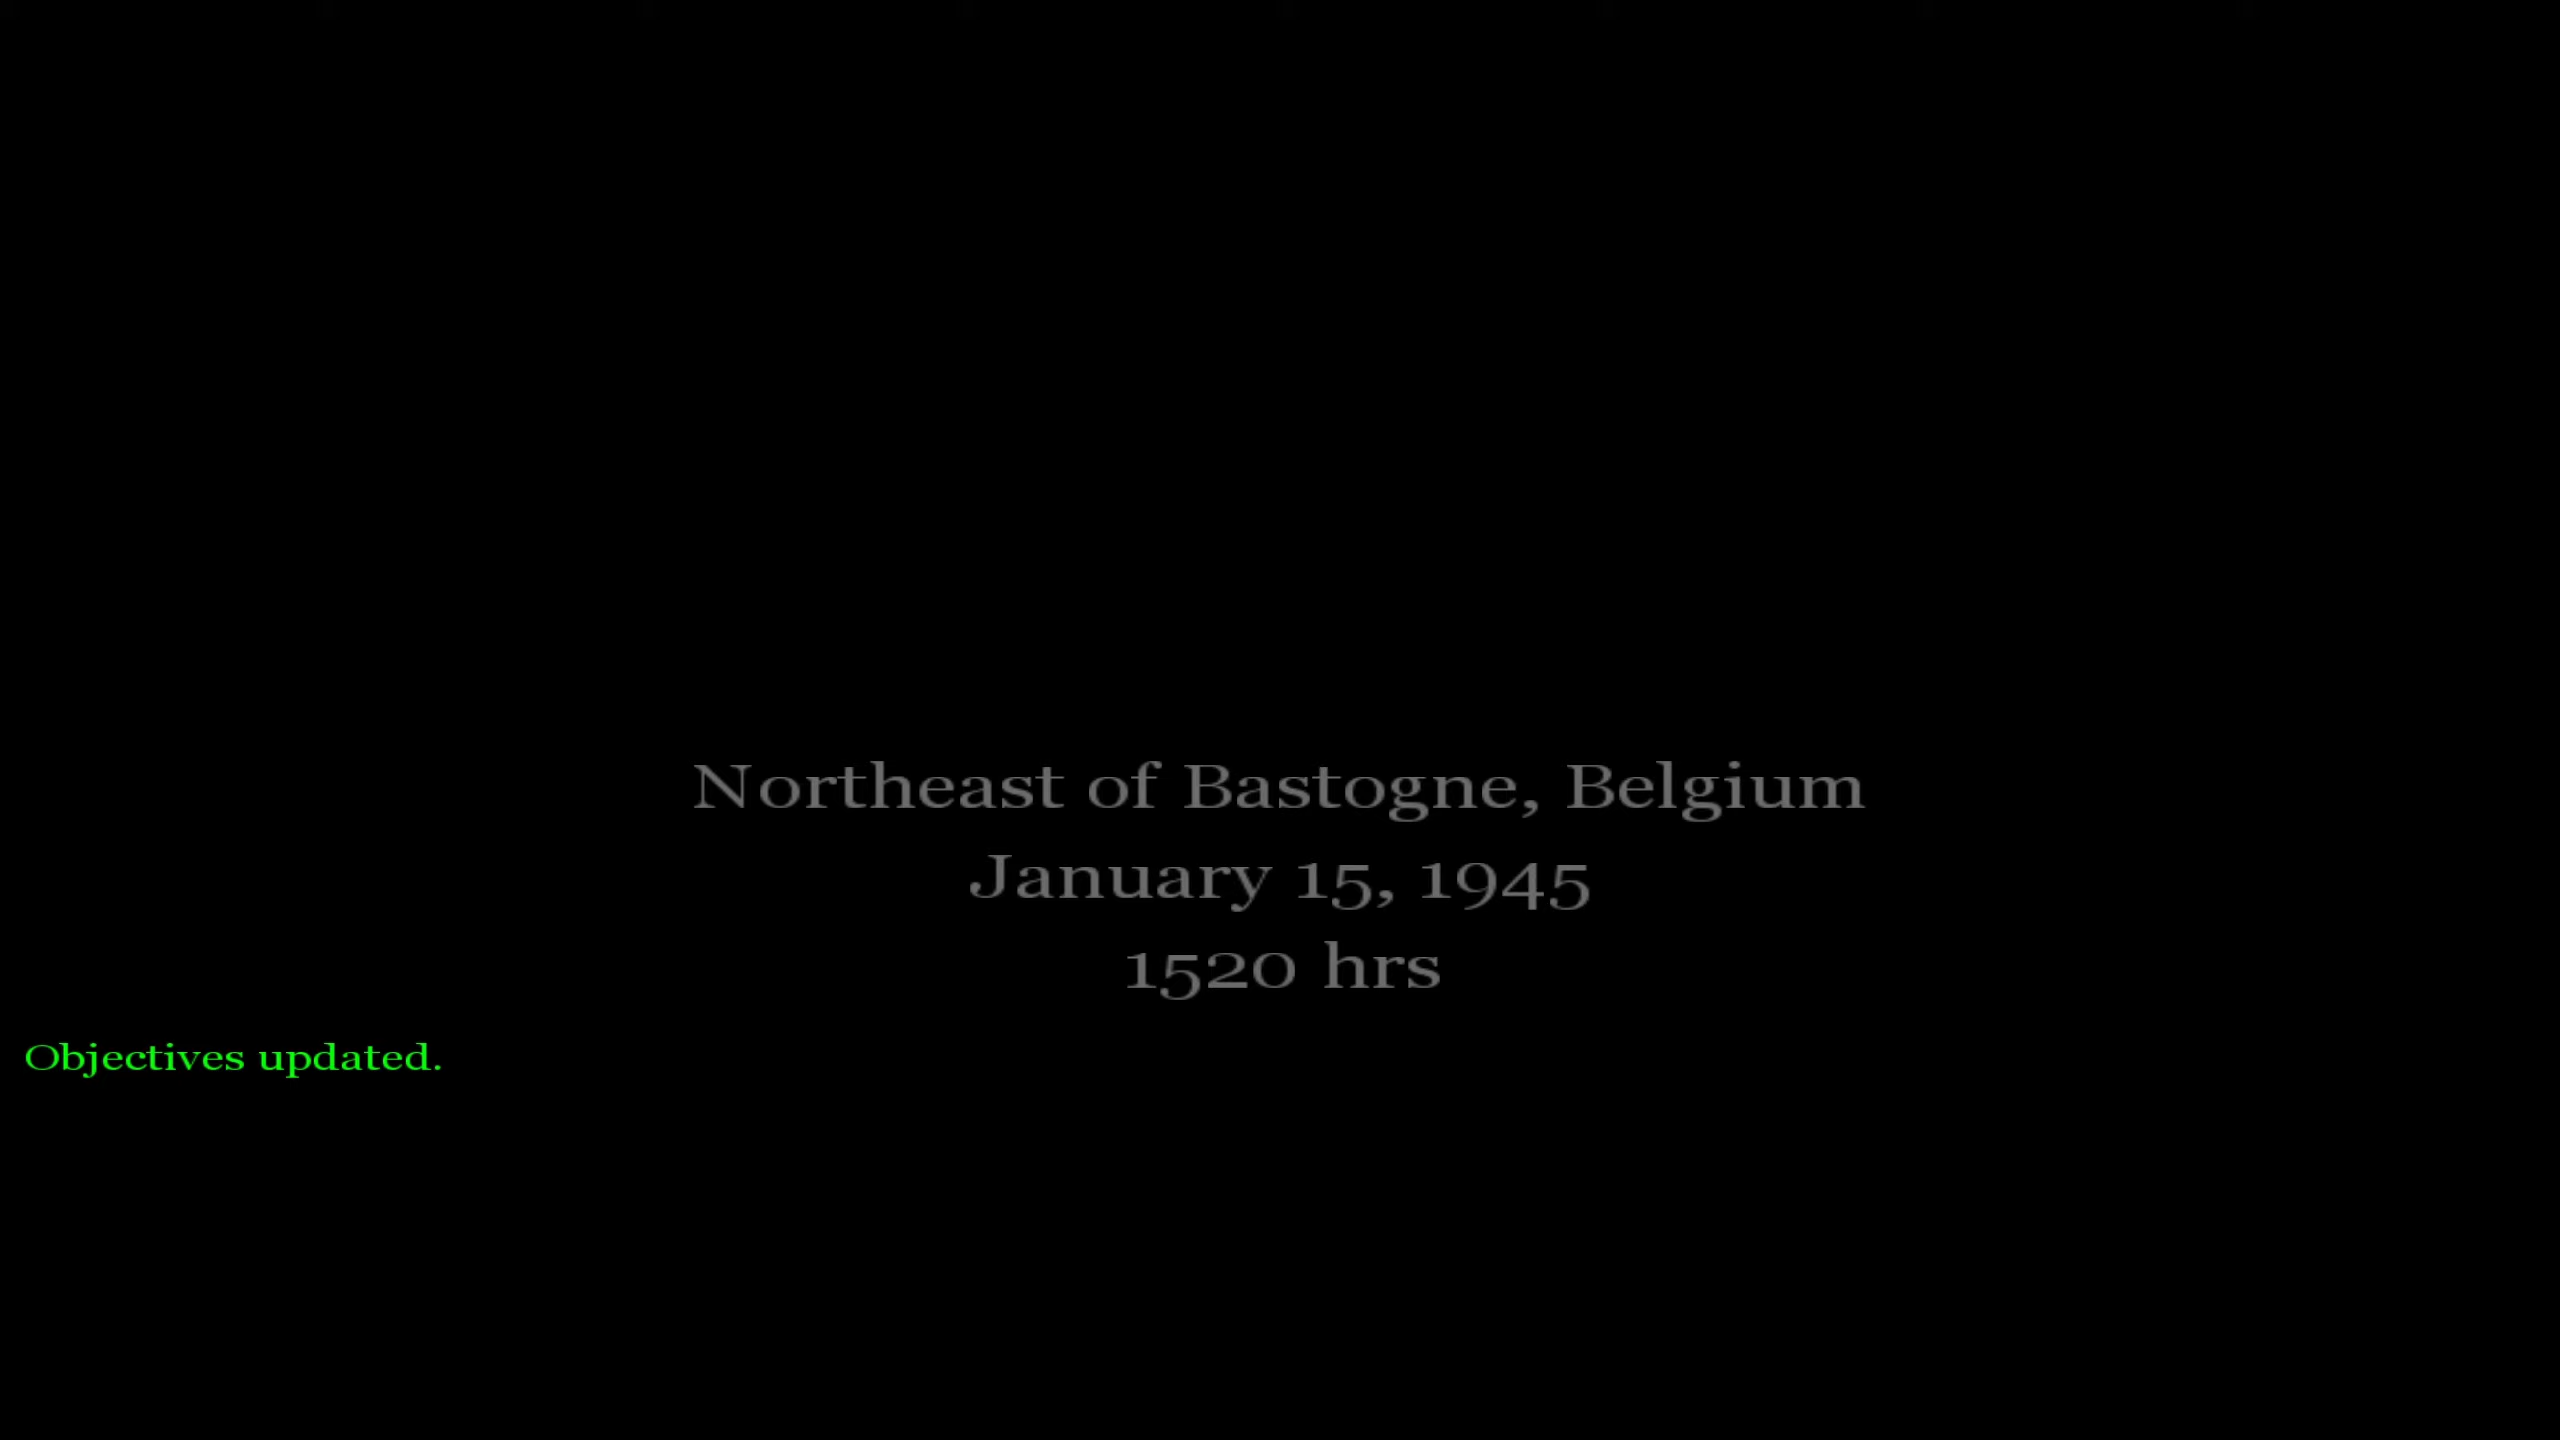 Northeast of Bastogne, Belgium
January 15, 1945
1520 hrs
Objectives updated.